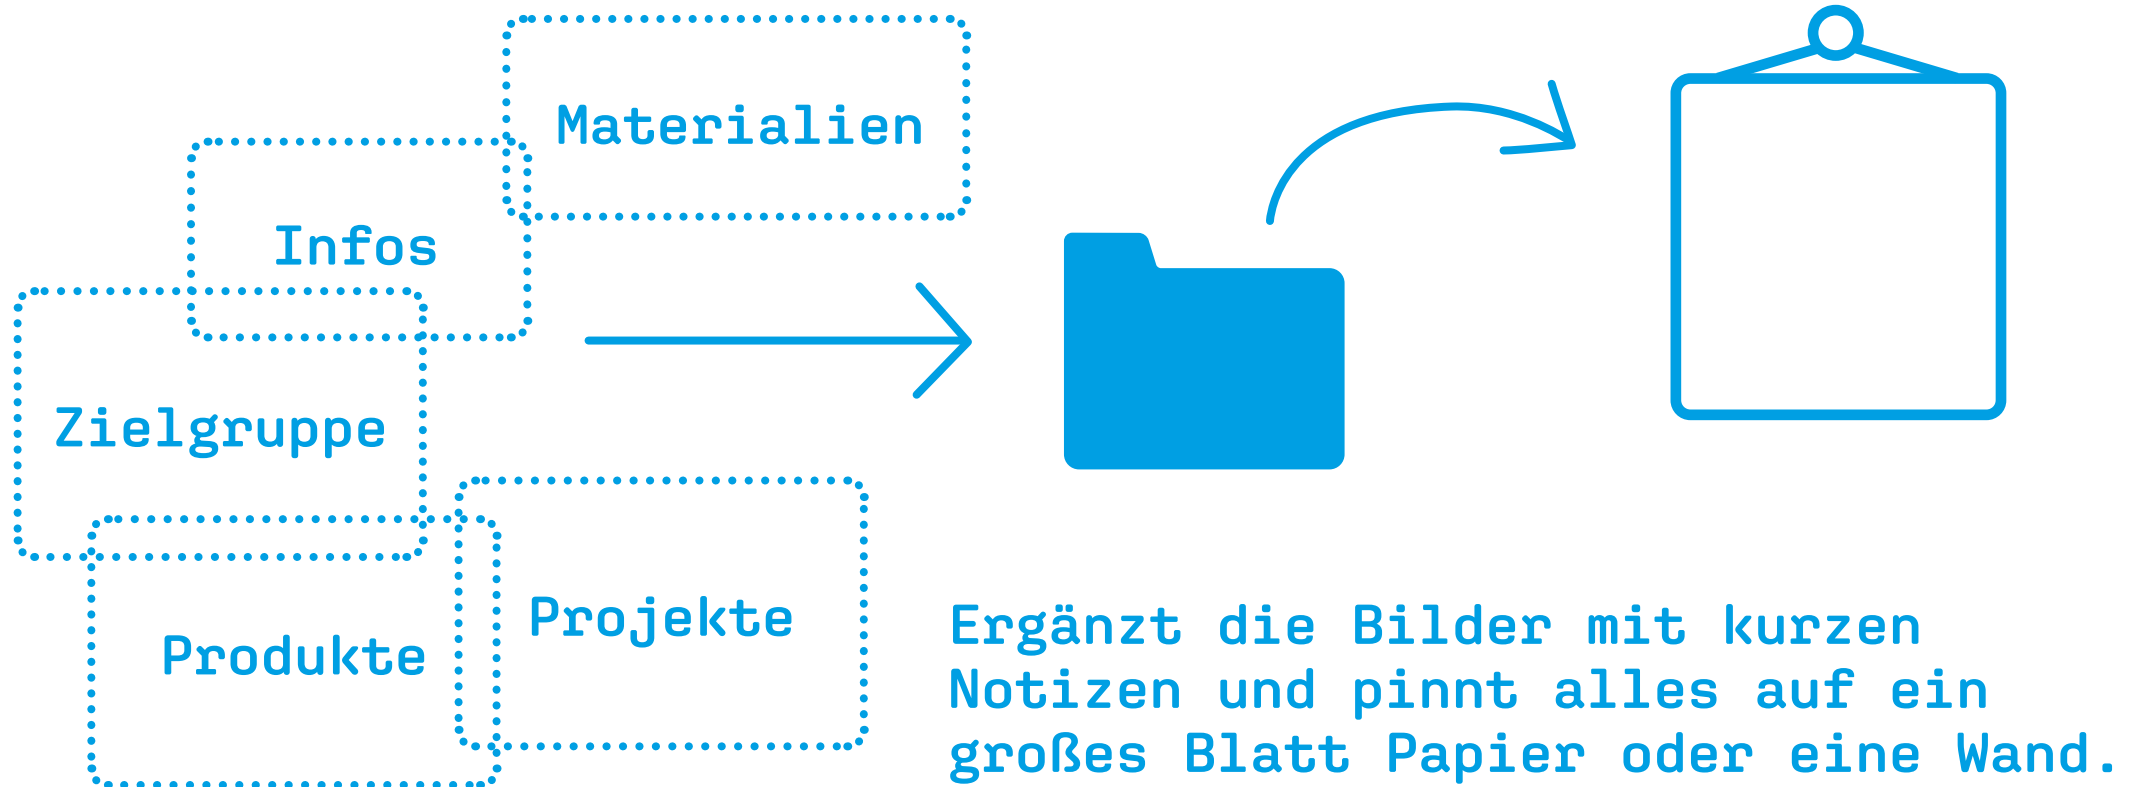 Materialien
Infos
Zielgruppe
Projekte
Produkte
Ergänzt die Bilder mit kurzen
Notizen und pinnt alles auf ein
großes Blatt Papier oder eine Wand.